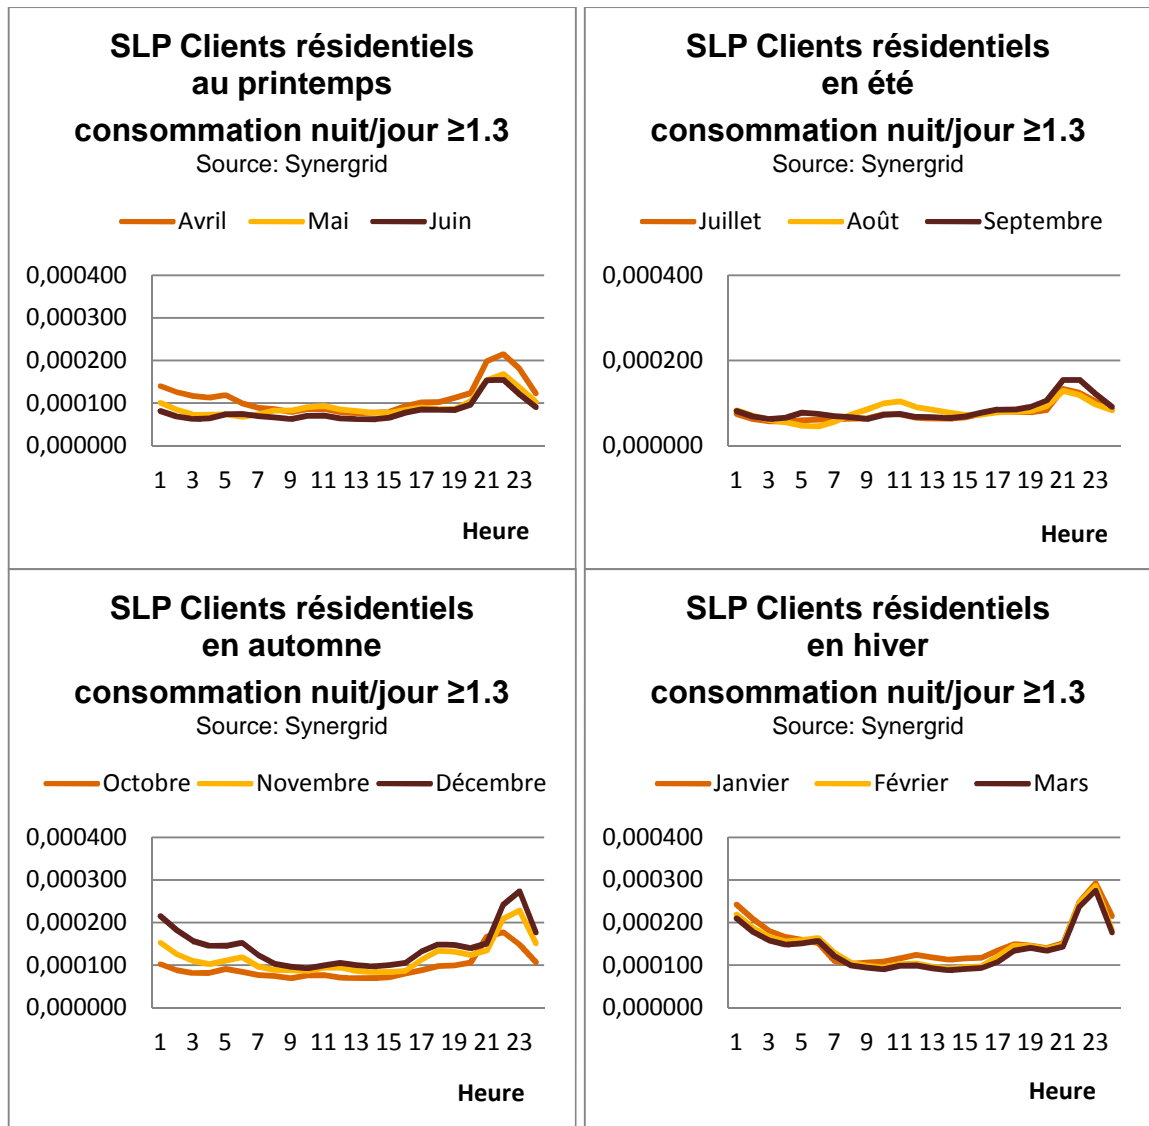 SLP Clients résidentiels
au printemps
consommation nuit/jour ≥1.3
Source: Synergrid
Avril Mai Juin
0,000400
0,000300
0,000200
0,000100
0,000000
1 3 5 7 9 11 13 15 17 19 21 23
Heure
SLP Clients résidentiels
en été
consommation nuit/jour ≥1.3
Source: Synergrid
Juillet Août Septembre
0,000400
0,000200
0,000000
1 3 5 7 9 11 13 15 17 19 21 23
Heure
SLP Clients résidentiels
en automne
consommation nuit/jour ≥1.3
Source: Synergrid
Octobre Novembre Décembre
0,000400
0,000300
0,000200
0,000100
0,000000
1 3 5 7 9 11 13 15 17 19 21 23
Heure
SLP Clients résidentiels
en hiver
consommation nuit/jour ≥1.3
Source: Synergrid
Janvier Février Mars
0,000400
0,000300
0,000200
0,000100
0,000000
1 3 5 7 9 11 13 15 17 19 21 23
Heure